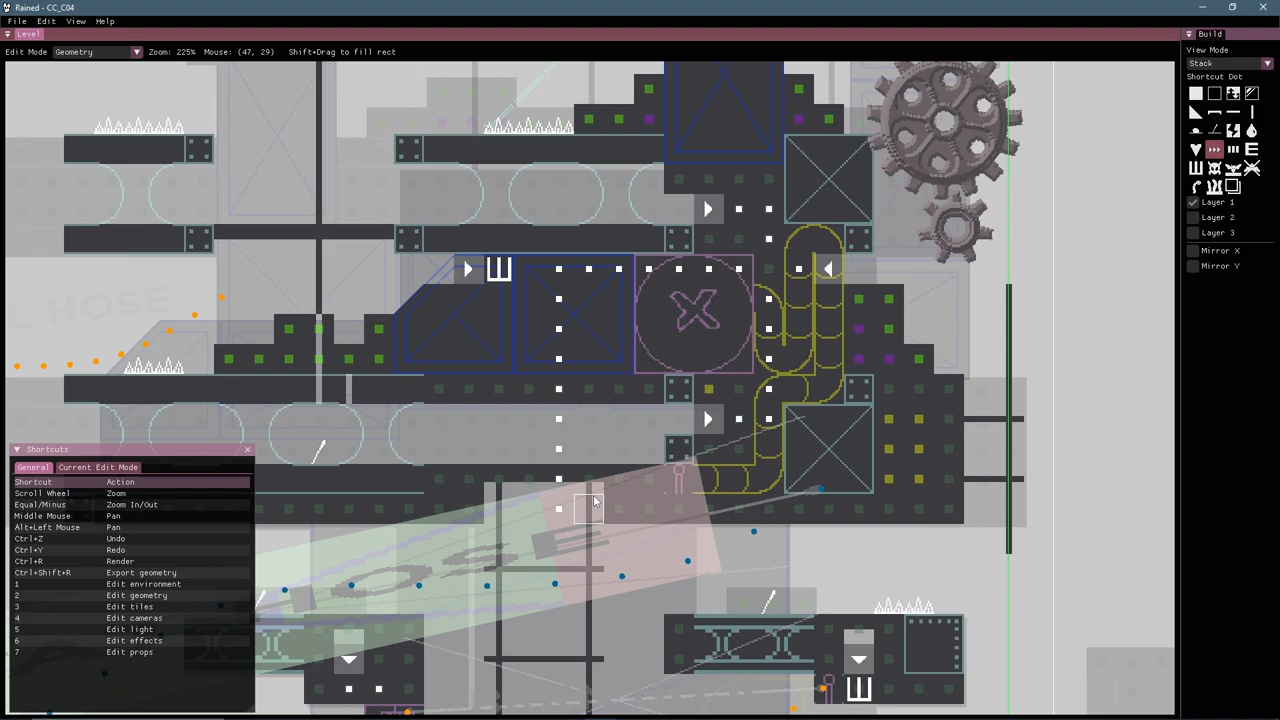 Rained - CC_C04
File Edit View Help
Level
Edit Mode Geometry Zoom: 225% Mouse: (47, 29) Shift+Drag to fill rect
Build
View Mode
Stack
Shortcut Dot
Layer 1
Layer 2
Layer 3
Mirror X
Mirror Y
L HOSE
Shortcuts
General Current Edit Mode
Shortcut Action
Scroll Wheel Zoom
Equal/Minus Zoom In/Out
Middle Mouse Pan
Alt+Left Mouse Pan
Ctrl+Z Undo
Ctrl+Y Redo
Ctrl+R Render
Ctrl+Shift+R Export geometry
1 Edit environment
2 Edit geometry
3 Edit tiles
4 Edit cameras
5 Edit light
6 Edit effects
7 Edit props